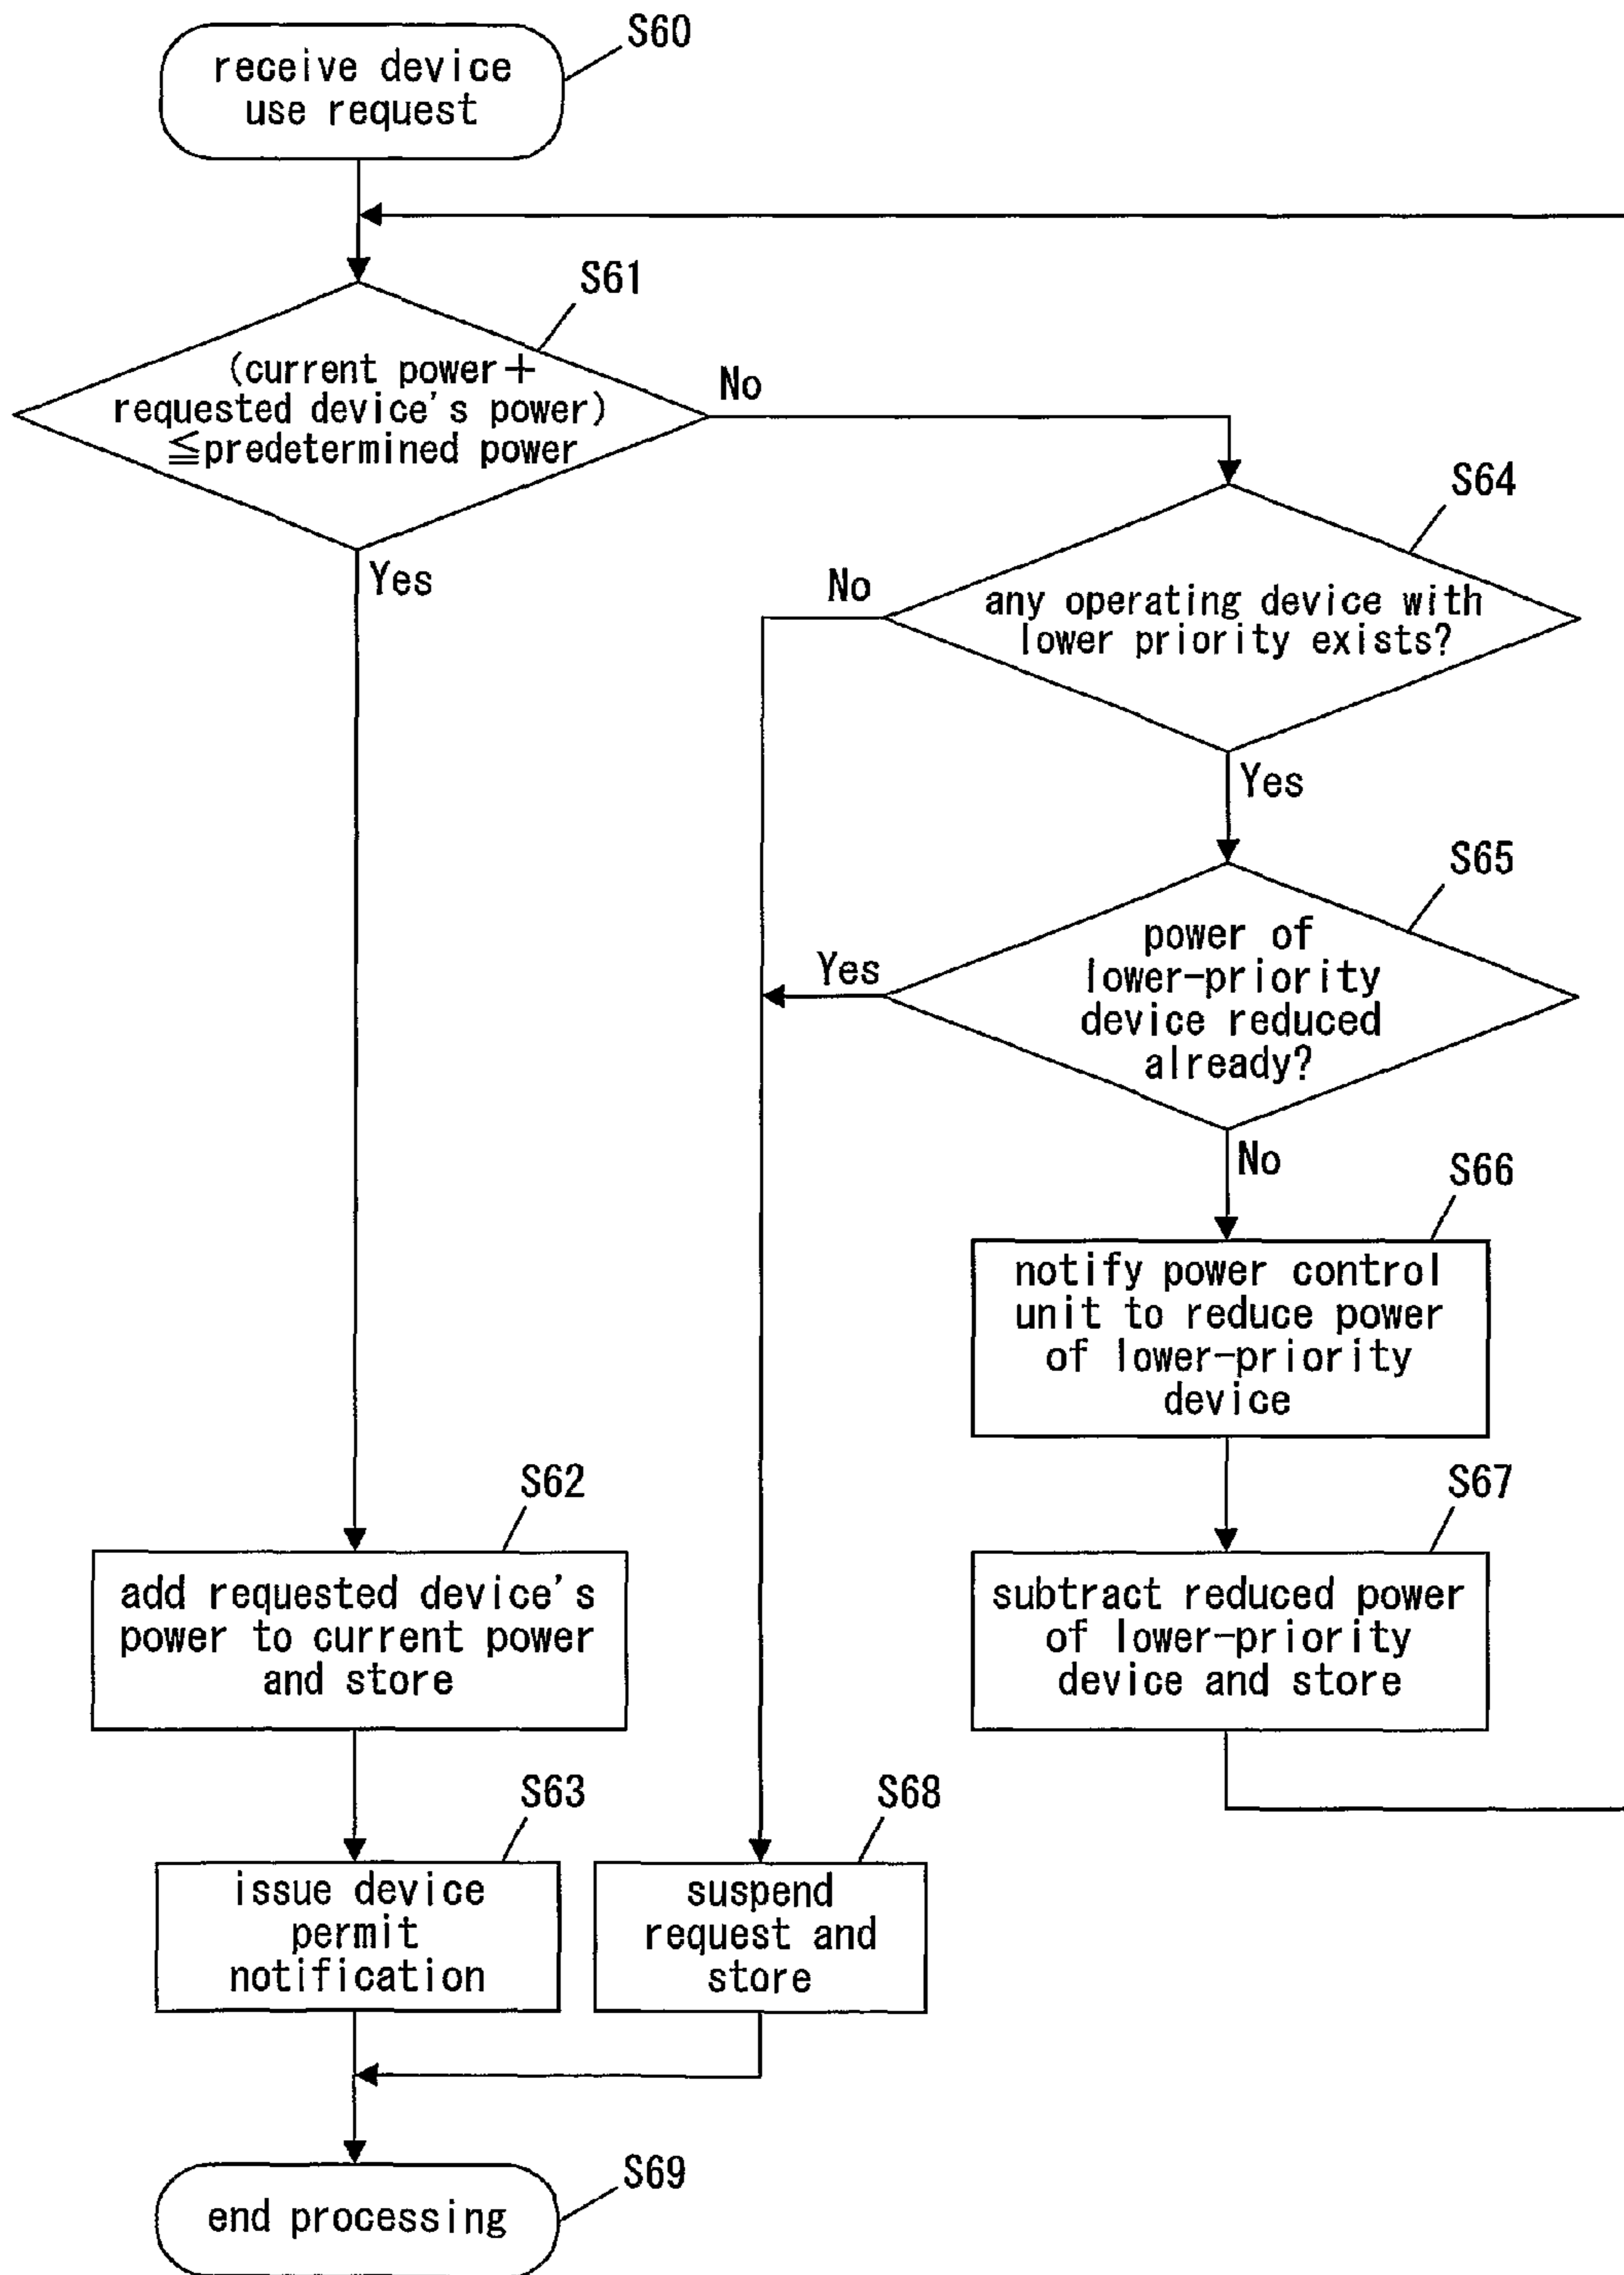 S60
receive device
use request
S61
(current power+
requested device's power)
≦predetermined power
No
Yes
S64
any operating device with
lower priority exists?
No
Yes
S65
power of
lower-priority
device reduced
already?
Yes
No
S66
notify power control
unit to reduce power
of lower-priority
device
S62
add requested device's
power to current power
and store
S67
subtract reduced power
of lower-priority
device and store
S63
issue device
permit
notification
S68
suspend
request and
store
S69
end processing